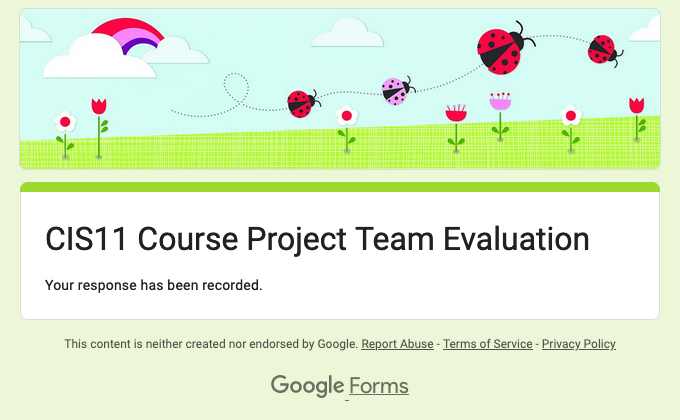 CIS11 Course Project Team Evaluation
Your response has been recorded.
This content is neither created nor endorsed by Google. Report Abuse - Terms of Service - Privacy Policy
Google Forms